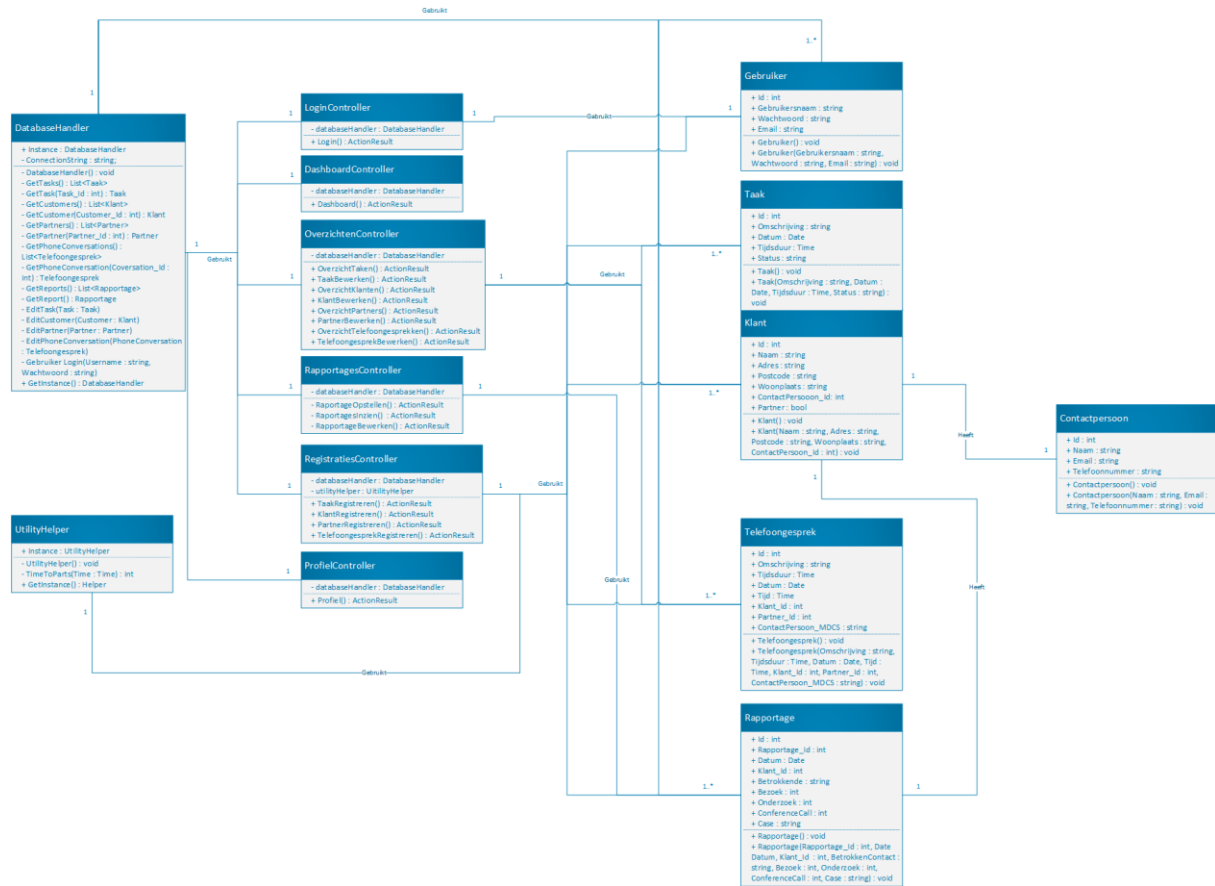 Gebruikt
1
1..*
DatabaseHandler
+ Instance : DatabaseHandler
- ConnectionString : string;
- DatabaseHandler() : void
- GetTasks() : List<Taak>
- GetTask(Task_Id : int) : Taak
- GetCustomers() : List<Klant>
- GetCustomer(Customer_Id : int) : Klant
- GetPartners() : List<Partner>
- GetPartner(Partner_Id : int) : Partner
- GetPhoneConversations() :
List<Telefoongesprek>
- GetPhoneConversation(Coversation_Id :
int) : Telefoongesprek
- GetReports() : List<Rapportage>
- GetReport() : Rapportage
- EditTask(Task : Taak)
- EditCustomer(Customer : Klant)
- EditPartner(Partner : Partner)
- EditPhoneConversation(PhoneConversation
: Telefoongesprek)
- Gebruiker Login(Username : string,
Wachtwoord : string)
+ GetInstance() : DatabaseHandler
1
Gebruikt
UtilityHelper
+ Instance : UtilityHelper
- UtilityHelper() : void
- TimeToParts(Time : Time) : int
+ GetInstance() : Helper
1
Gebruikt
1
LoginController
- databaseHandler : DatabaseHandler
+ Login() : ActionResult
1
Gebruikt
1
1
DashboardController
- databaseHandler : DatabaseHandler
+ Dashboard() : ActionResult
1
OverzichtenController
- databaseHandler : DatabaseHandler
+ OverzichtTaken() : ActionResult
+ TaakBewerken() : ActionResult
+ OverzichtKlanten() : ActionResult
+ KlantBewerken() : ActionResult
+ OverzichtPartners() : ActionResult
+ PartnerBewerken() : ActionResult
+ OverzichtTelefoongesprekken() : ActionResult
+ TelefoongesprekBewerken() : ActionResult
1
Gebruikt
1
RapportagesController
- databaseHandler : DatabaseHandler
- RaportageOpstellen() : ActionResult
- RaportagesInzien() : ActionResult
- RapportageBewerken() : ActionResult
1
Gebruikt
1
RegistratiesController
- databaseHandler : DatabaseHandler
- utilityHelper : UitilityHelper
+ TaakRegistreren() : ActionResult
+ KlantRegistreren() : ActionResult
+ PartnerRegistreren() : ActionResult
+ TelefoongesprekRegistreren() : ActionResult
1
Gebruikt
1
ProfielController
- databaseHandler : DatabaseHandler
+ Profiel() : ActionResult
Gebruiker
+ Id : int
+ Gebruikersnaam : string
+ Wachtwoord : string
+ Email : string
+ Gebruiker() : void
+ Gebruiker(Gebruikersnaam : string,
Wachtwoord : string, Email : string) : void
Taak
+ Id : int
+ Omschrijving : string
+ Datum : Date
+ Tijdsduur : Time
+ Status : string
+ Taak() : void
+ Taak(Omschrijving : string, Datum :
Date, Tijdsduur : Time, Status : string) :
void
1..*
Klant
+ Id : int
+ Naam : string
+ Adres : string
+ Postcode : string
+ Woonplaats : string
+ ContactPersooon_Id: int
+ Partner : bool
+ Klant() : void
+ Klant(Naam : string, Adres : string,
Postcode : string, Woonplaats : string,
ContactPersoon_Id : int) : void
1..*
1
Heeft
1
1
Contactpersoon
+ Id : int
+ Naam : string
+ Email : string
+ Telefoonnummer : string
+ Contactpersoon() : void
+ Contactpersoon(Naam : string, Email :
string, Telefoonnummer : string) : void
Telefoongesprek
+ Id : int
+ Omschrijving : string
+ Tijdsduur : Time
+ Datum : Date
+ Tijd : Time
+ Klant_Id : int
+ Partner_Id : int
+ ContactPersoon_MDCS : string
+ Telefoongesprek() : void
+ Telefoongesprek(Omschrijving : string,
Tijdsduur : Time, Datum : Date, Tijd :
Time, Klant_Id : int, Partner_Id : int,
ContactPersoon_MDCS : string) : void
1..*
Heeft
Rapportage
+ Id : int
+ Rapportage_Id : int
+ Datum : Date
+ Klant_Id : int
+ Betrokkende : string
+ Bezoek : int
+ Onderzoek : int
+ ConferenceCall : int
+ Case : string
+ Rapportage() : void
+ Rapportage(Rapportage_Id : int, Date
Datum, Klant_Id : int, BetrokkenContact :
string, Bezoek : int, Onderzoek : int,
ConferenceCall : int, Case : string) : void
1..*
1